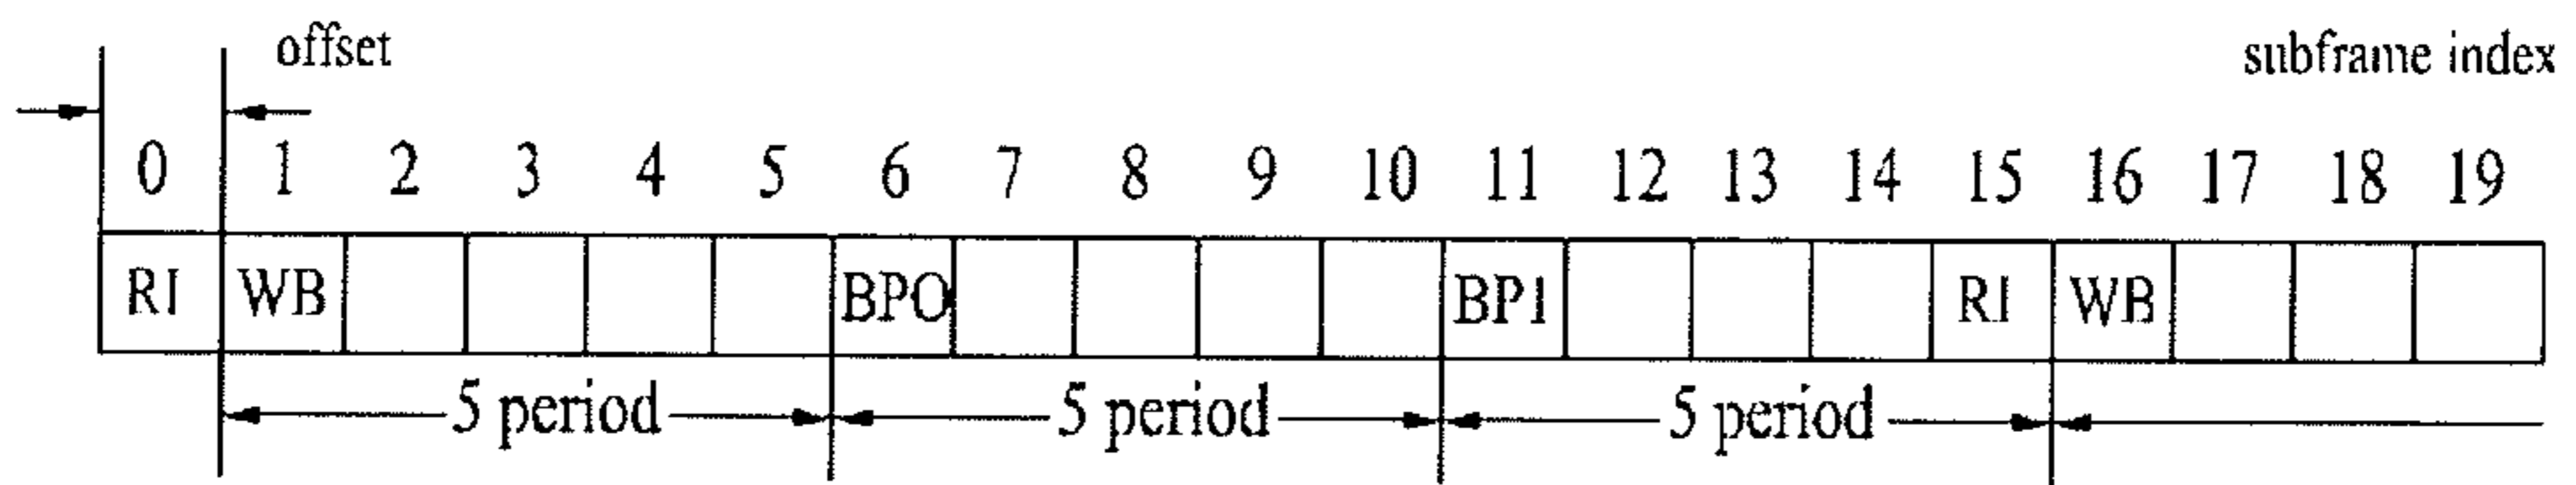 offset subframe index
0 1 2 3 4 5 6 7 8 9 10 11 12 13 14 15 16 17 18 19
RI WB BP0 BP1 RI WB
5 period 5 period 5 period